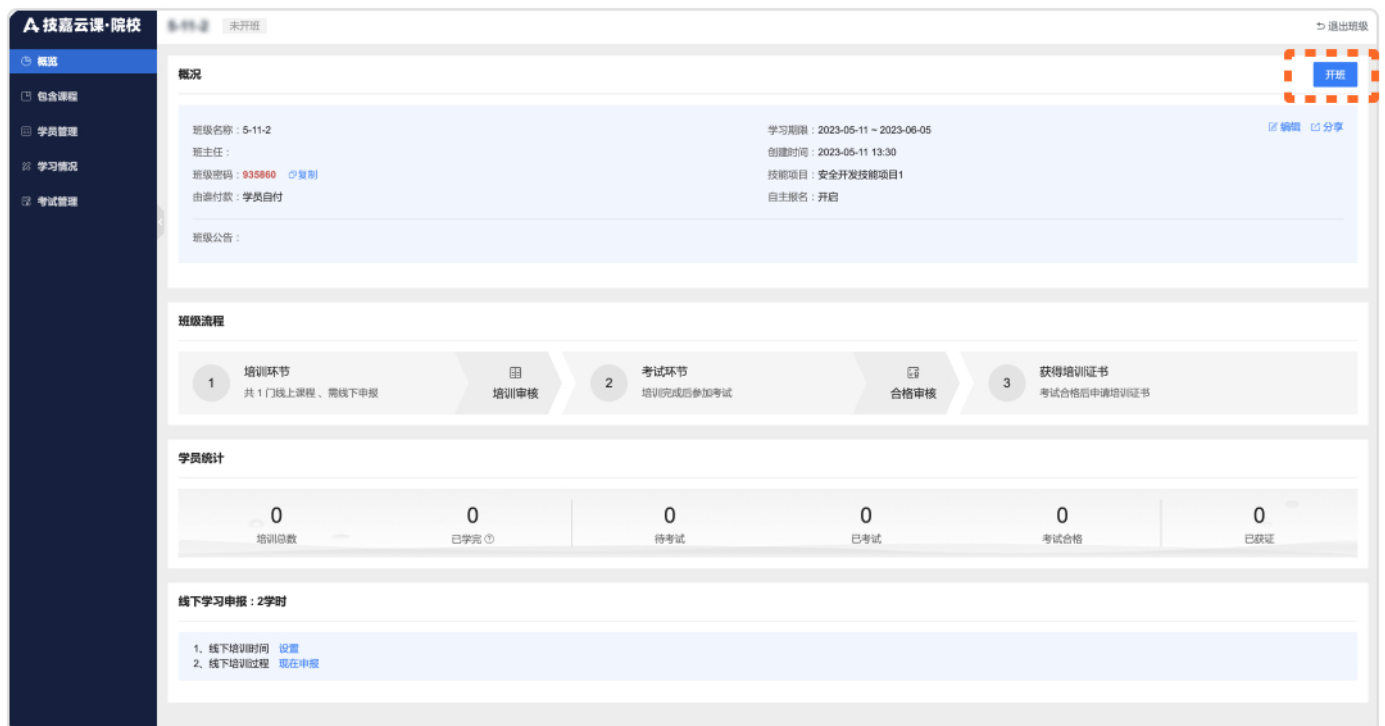 技嘉云课·院校
5-11-2 未开班
退出班级
概览
包含课程
学员管理
学习情况
考试管理
概况
开班
班级名称：5-11-2
学习期限：2023-05-11 ~ 2023-06-05
编辑 分享
班主任：
创建时间：2023-05-11 13:30
班级密码：935860 复制
技能项目：安全开发技能项目1
由谁付款：学员自付
自主报名：开启
班级公告：
班级流程
1
培训环节
共 1 门线上课程、需线下申报
培训审核
2
考试环节
培训完成后参加考试
合格审核
3
获得培训证书
考试合格后申请培训证书
学员统计
0 0 0 0 0 0
培训总数 已学完 待考试 已考试 考试合格 已获证
线下学习申报：2学时
1、线下培训时间 设置
2、线下培训过程 现在申报